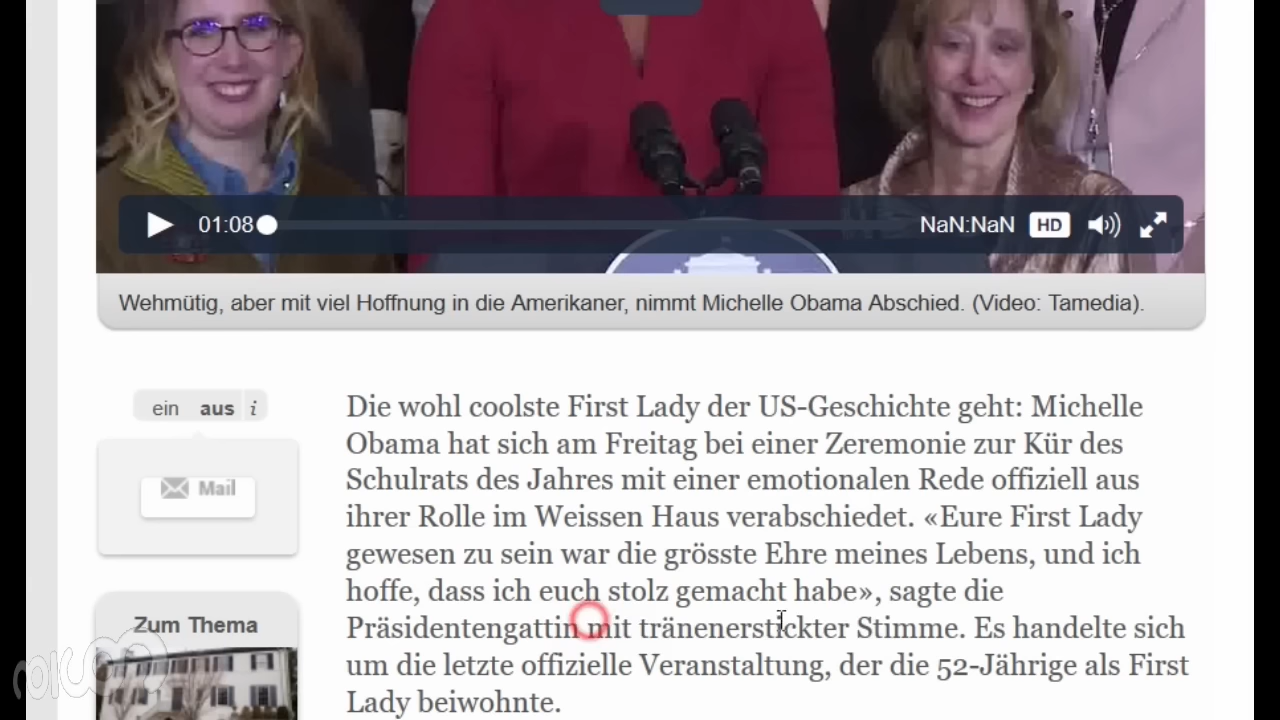 01:08
NaN:NaN
HD
Wehmütig, aber mit viel Hoffnung in die Amerikaner, nimmt Michelle Obama Abschied. (Video: Tamedia).
ein aus i
Mail
Zum Thema
Die wohl coolste First Lady der US-Geschichte geht: Michelle
Obama hat sich am Freitag bei einer Zeremonie zur Kür des
Schulrats des Jahres mit einer emotionalen Rede offiziell aus
ihrer Rolle im Weissen Haus verabschiedet. «Eure First Lady
gewesen zu sein war die grösste Ehre meines Lebens, und ich
hoffe, dass ich euch stolz gemacht habe», sagte die
Präsidentengattin mit tränenerstickter Stimme. Es handelte sich
um die letzte offizielle Veranstaltung, der die 52-Jährige als First
Lady beiwohnte.